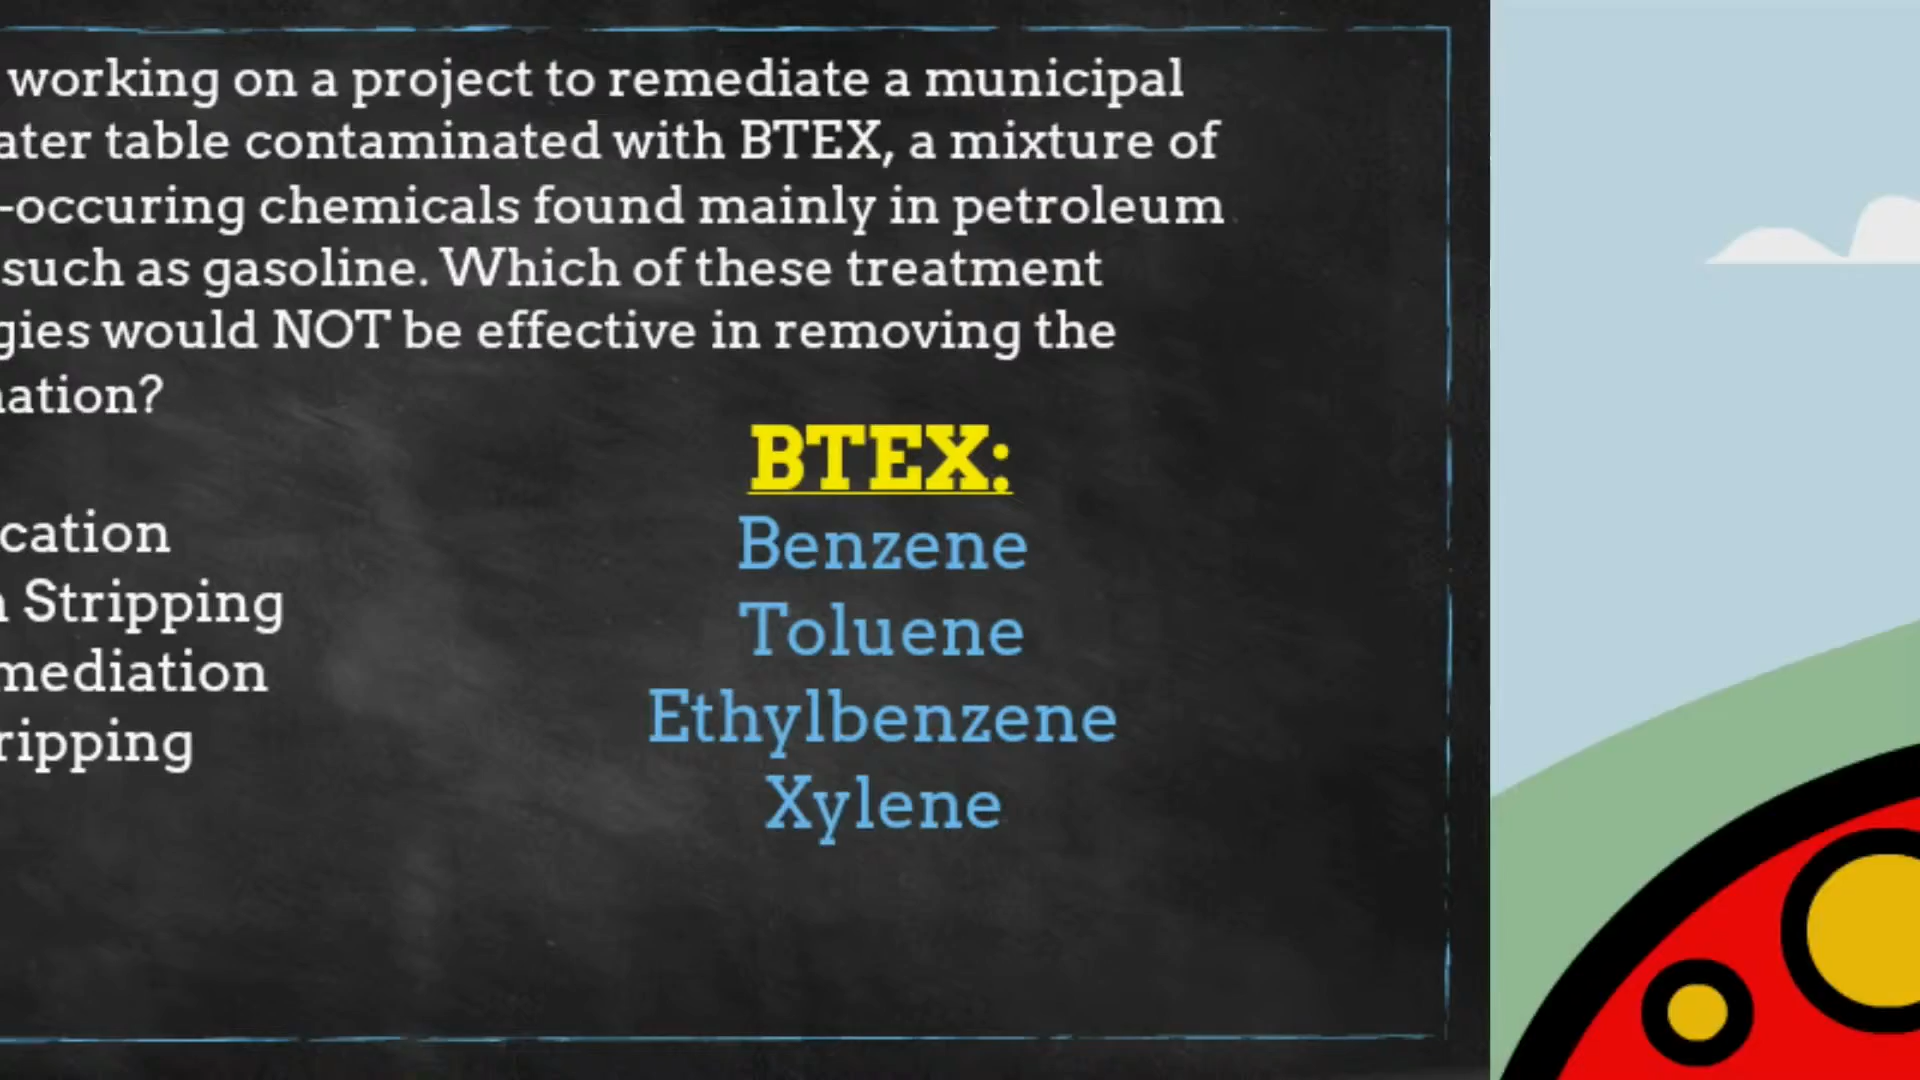 working on a project to remediate a municipal
ater table contaminated with BTEX, a mixture of
-occuring chemicals found mainly in petroleum
such as gasoline. Which of these treatment
gies would NOT be effective in removing the
ation?
BTEX:
cation
Benzene
Stripping
Toluene
mediation
Ethylbenzene
ripping
Xylene